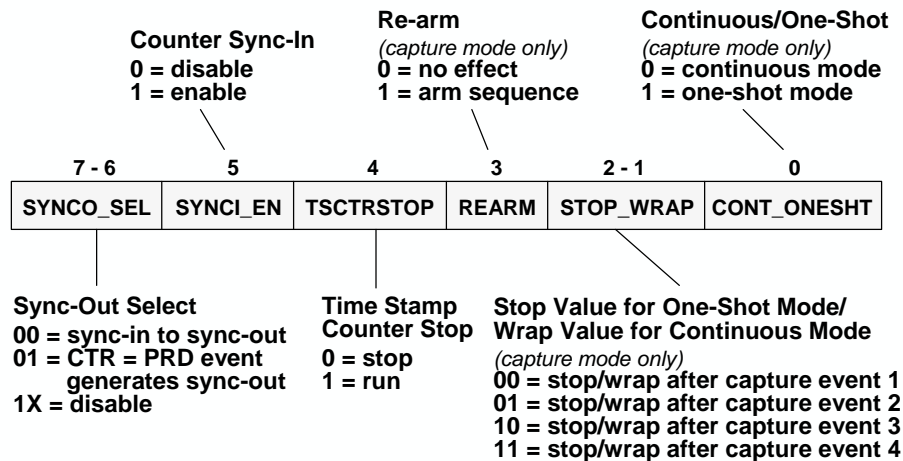 Counter Sync-In
0 = disable
1 = enable
Re-arm
(capture mode only)
0 = no effect
1 = arm sequence
Continuous/One-Shot
(capture mode only)
0 = continuous mode
1 = one-shot mode
7 - 6 5 4 3 2 - 1 0
SYNCO_SEL SYNCI_EN TSCTRSTOP REARM STOP_WRAP CONT_ONESHT
Sync-Out Select
00 = sync-in to sync-out
01 = CTR = PRD event
generates sync-out
1X = disable
Time Stamp
Counter Stop
0 = stop
1 = run
Stop Value for One-Shot Mode/
Wrap Value for Continuous Mode
(capture mode only)
00 = stop/wrap after capture event 1
01 = stop/wrap after capture event 2
10 = stop/wrap after capture event 3
11 = stop/wrap after capture event 4